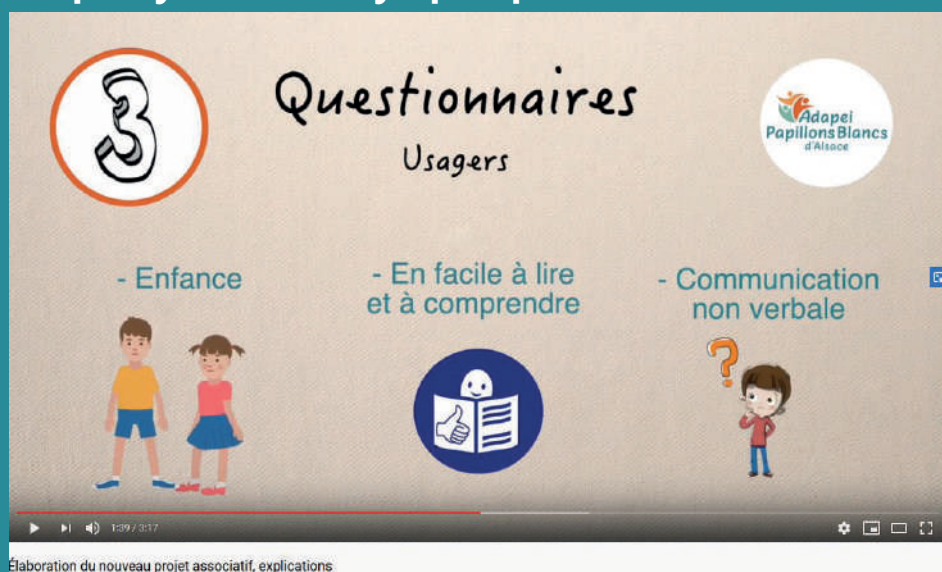 3
Questionnaires
Usagers
Adapei
Papillons Blancs
d'Alsace
- Enfance
- En facile à lire
et à comprendre
- Communication
non verbale
?
1:39 / 3:17
Élaboration du nouveau projet associatif, explications